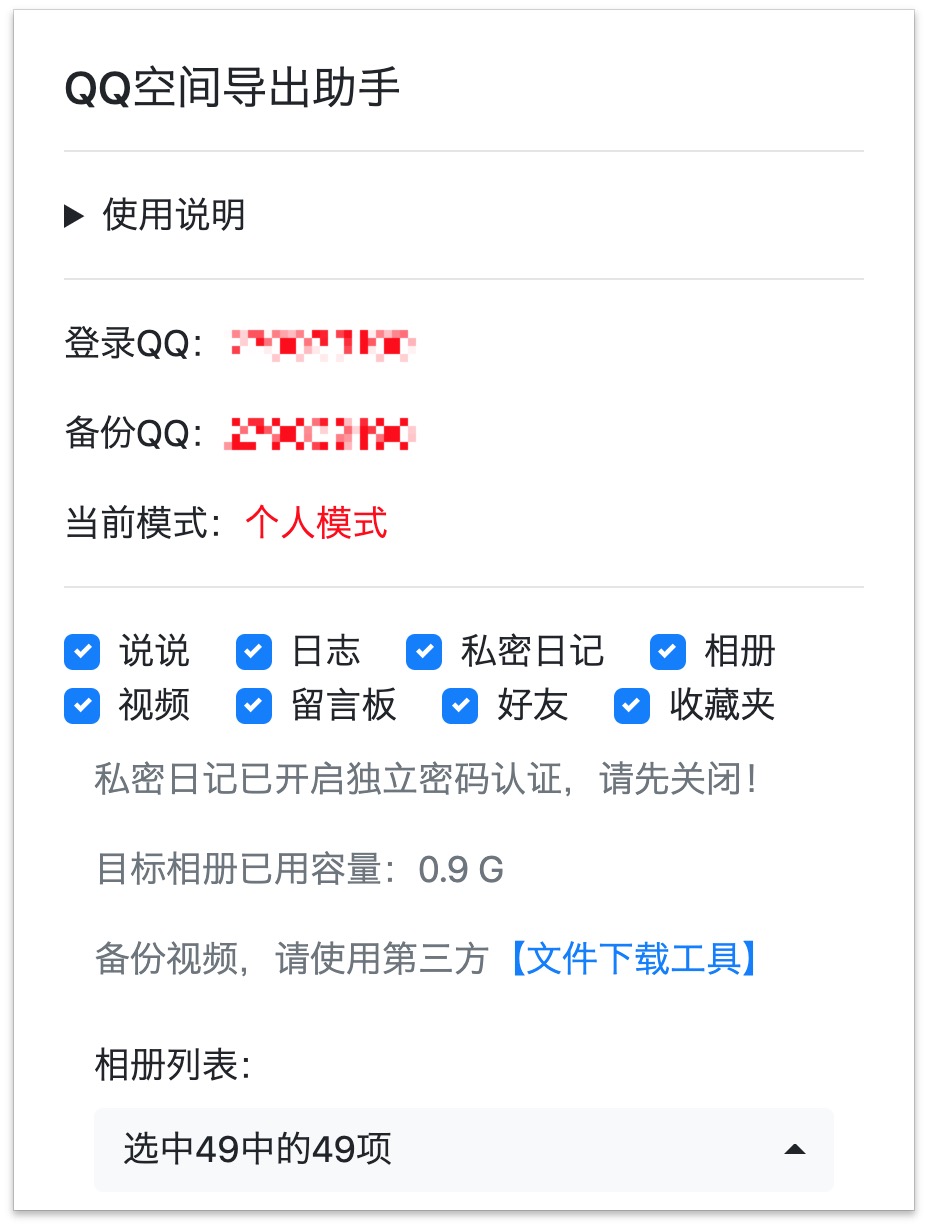 QQ空间导出助手
使用说明
登录QQ：
备份QQ：
当前模式：个人模式
说说 日志 私密日记 相册
视频 留言板 好友 收藏夹
私密日记已开启独立密码认证，请先关闭！
目标相册已用容量：0.9 G
备份视频，请使用第三方【文件下载工具】
相册列表：
选中49中的49项